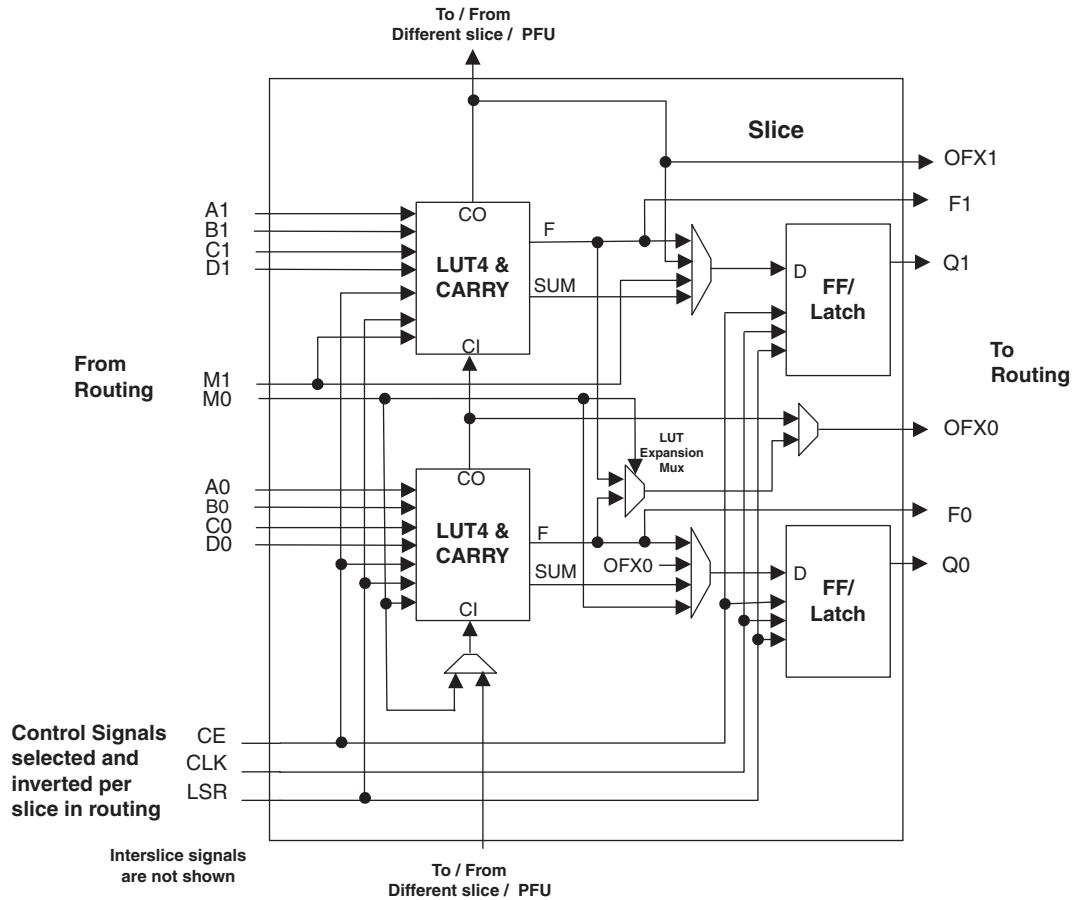 To / From
Different slice / PFU
Slice
OFX1
F1
A1
B1
C1
D1
CO
LUT4 &
CARRY
CI
F
SUM
D
FF/
Latch
Q1
From
Routing
M1
M0
To
Routing
OFX0
LUT
Expansion
Mux
A0
B0
C0
D0
CO
LUT4 &
CARRY
CI
F
SUM
OFX0
F0
D
FF/
Latch
Q0
Control Signals
selected and
inverted per
slice in routing
CE
CLK
LSR
Interslice signals
are not shown
To / From
Different slice / PFU